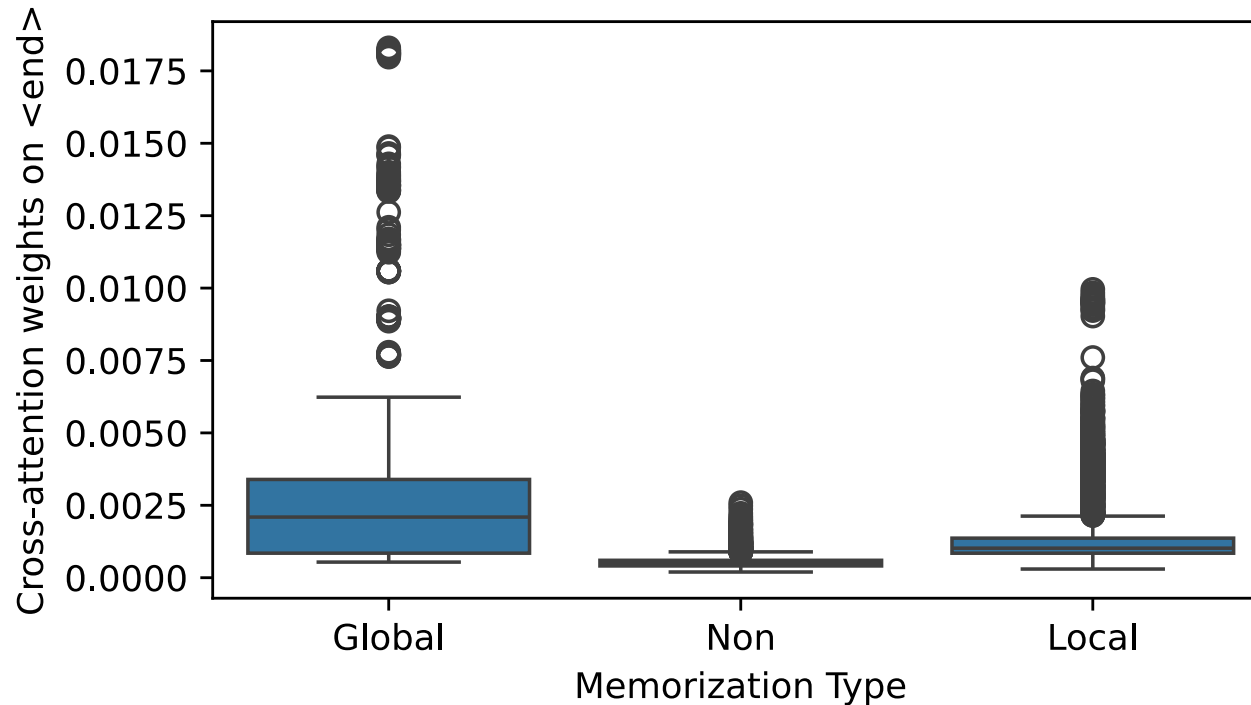 Cross-attention weights on <end>
0.0175
0.0150
0.0125
0.0100
0.0075
0.0050
0.0025
0.0000
Global
Non
Local
Memorization Type